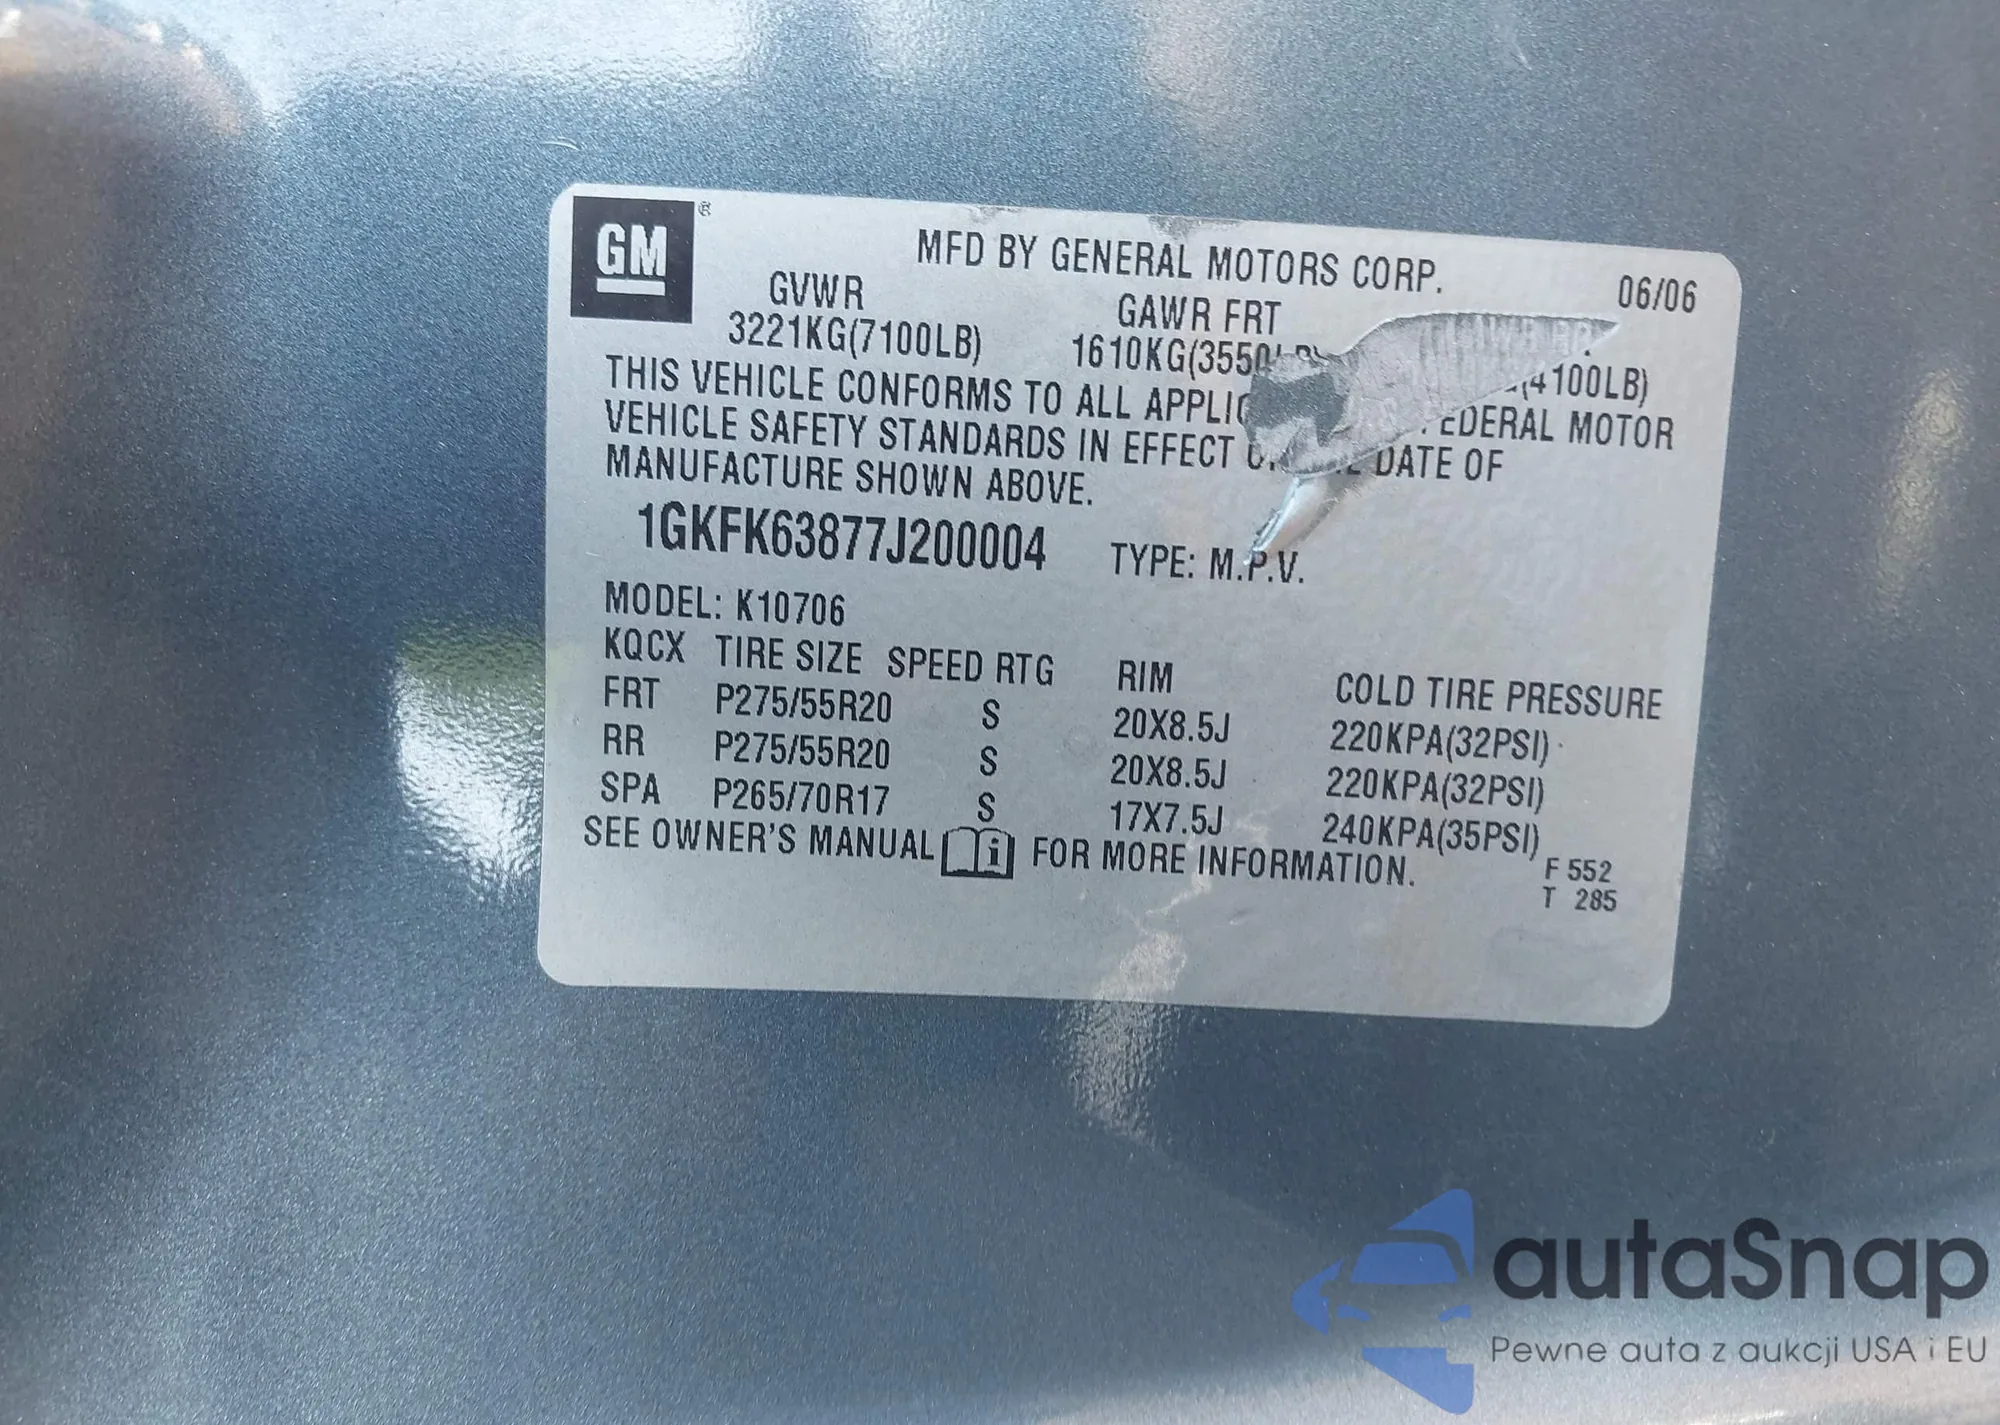 GM ®
MFD BY GENERAL MOTORS CORP. 06/06
GVWR GAWR FRT
3221KG(7100LB) 1610KG(3550 (4100LB)
THIS VEHICLE CONFORMS TO ALL MOTOR
VEHICLE SAFETY STANDARDS IN EFFECT DATE OF
MANUFACTURE SHOWN ABOVE.
1GKFK63877J200004 TYPE: M.P.V.
MODEL: K10706
KQCX TIRE SIZE SPEED RTG RIM COLD TIRE PRESSURE
FRT P275/55R20 S 20X8.5J 220KPA(32PSI)
RR P275/55R20 S 20X8.5J 220KPA(32PSI)
SPA P265/70R17 S 17X7.5J 240KPA(35PSI)
SEE OWNER'S MANUAL i FOR MORE INFORMATION.
F 552
T 285
autaSnap
Pewne auta z aukcji USA i EU